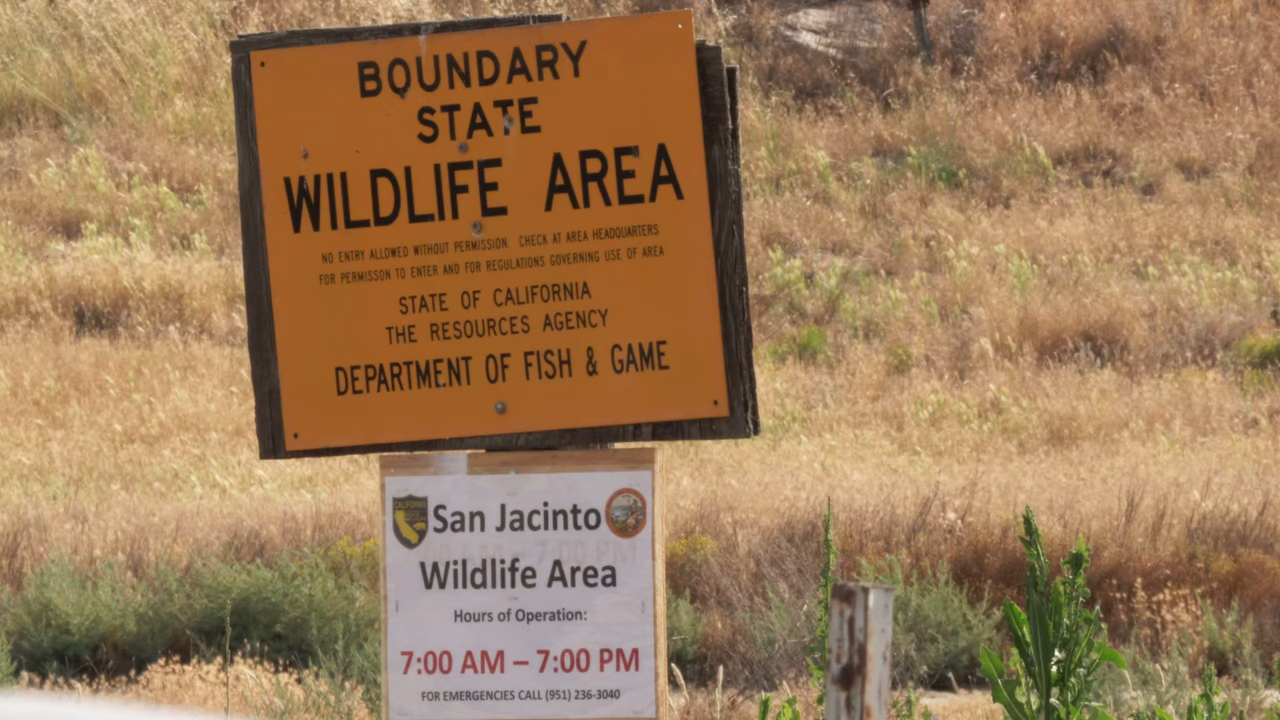 BOUNDARY
STATE
WILDLIFE AREA
NO ENTRY ALLOWED WITHOUT PERMISSION. CHECK AT AREA HEADQUARTERS
FOR PERMISSON TO ENTER AND FOR REGULATIONS GOVERNING USE OF AREA
STATE OF CALIFORNIA
THE RESOURCES AGENCY
DEPARTMENT OF FISH & GAME
CALIFORNIA
San Jacinto
Wildlife Area
Hours of Operation:
7:00 AM – 7:00 PM
FOR EMERGENCIES CALL (951) 236-3040